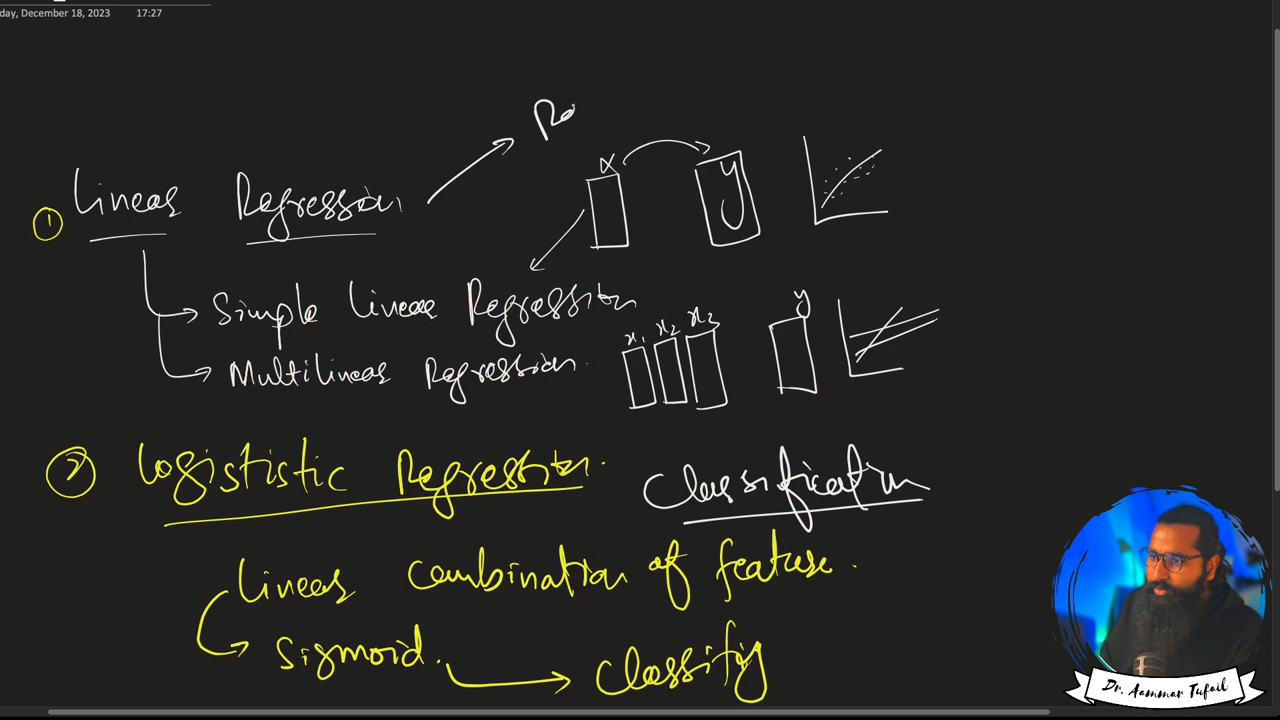 day, December 18, 2023 17:27
Re
x y
① Linear Regression
Simple Linear Regression
x1 x2 x3 y
Multilinear Regression.
② Logististic Regression. Classification
Linear Combination of feature.
Sigmoid. Classify
Dr. Aammar Tufail